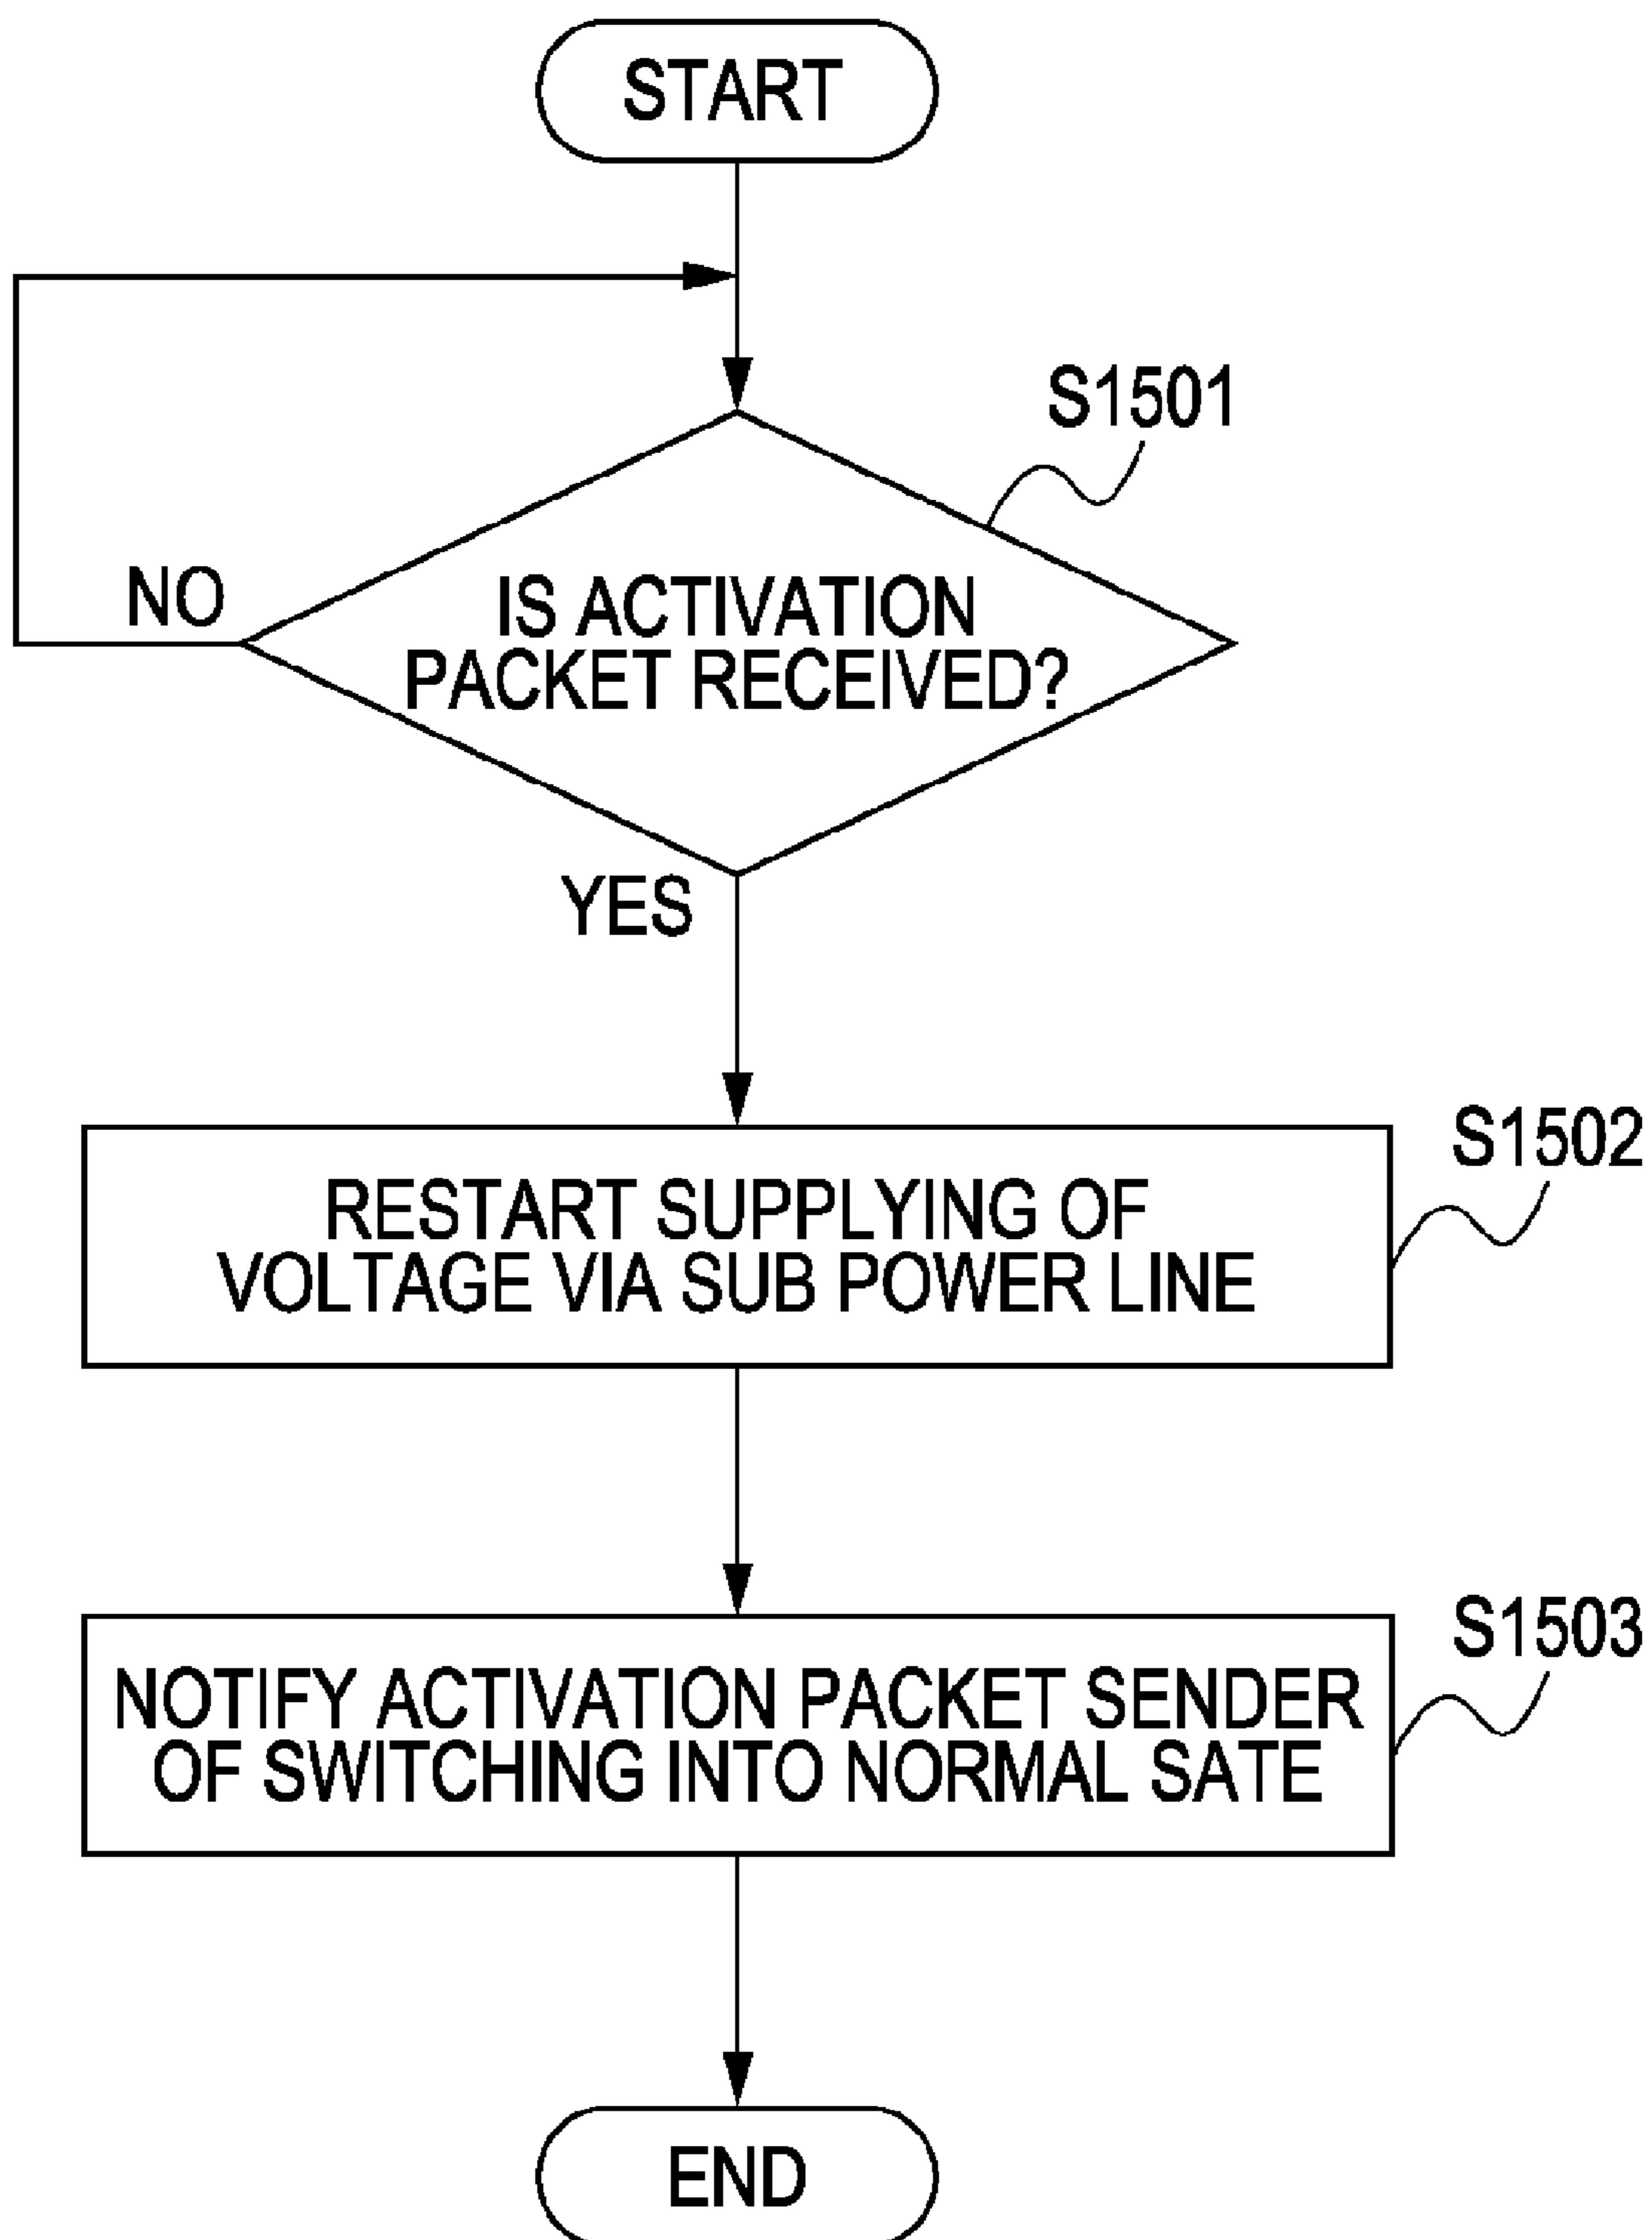 START
S1501
NO
IS ACTIVATION
PACKET RECEIVED?
YES
S1502
RESTART SUPPLYING OF
VOLTAGE VIA SUB POWER LINE
S1503
NOTIFY ACTIVATION PACKET SENDER
OF SWITCHING INTO NORMAL SATE
END